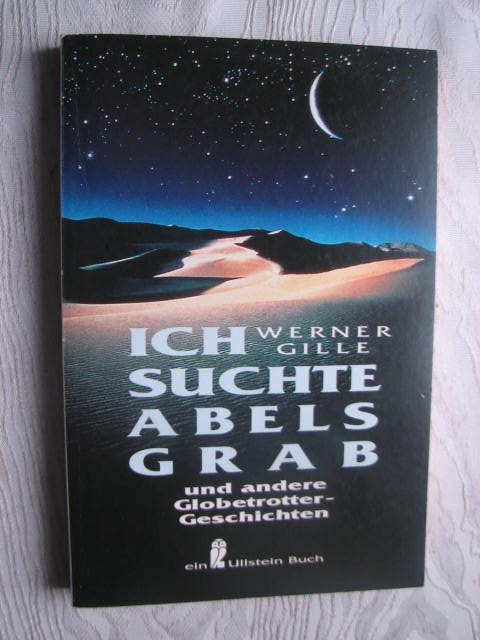 ICH WERNER GILLE
SUCHTE
ABELS
GRAB
und andere
Globetrotter-
Geschichten
ein Ullstein Buch